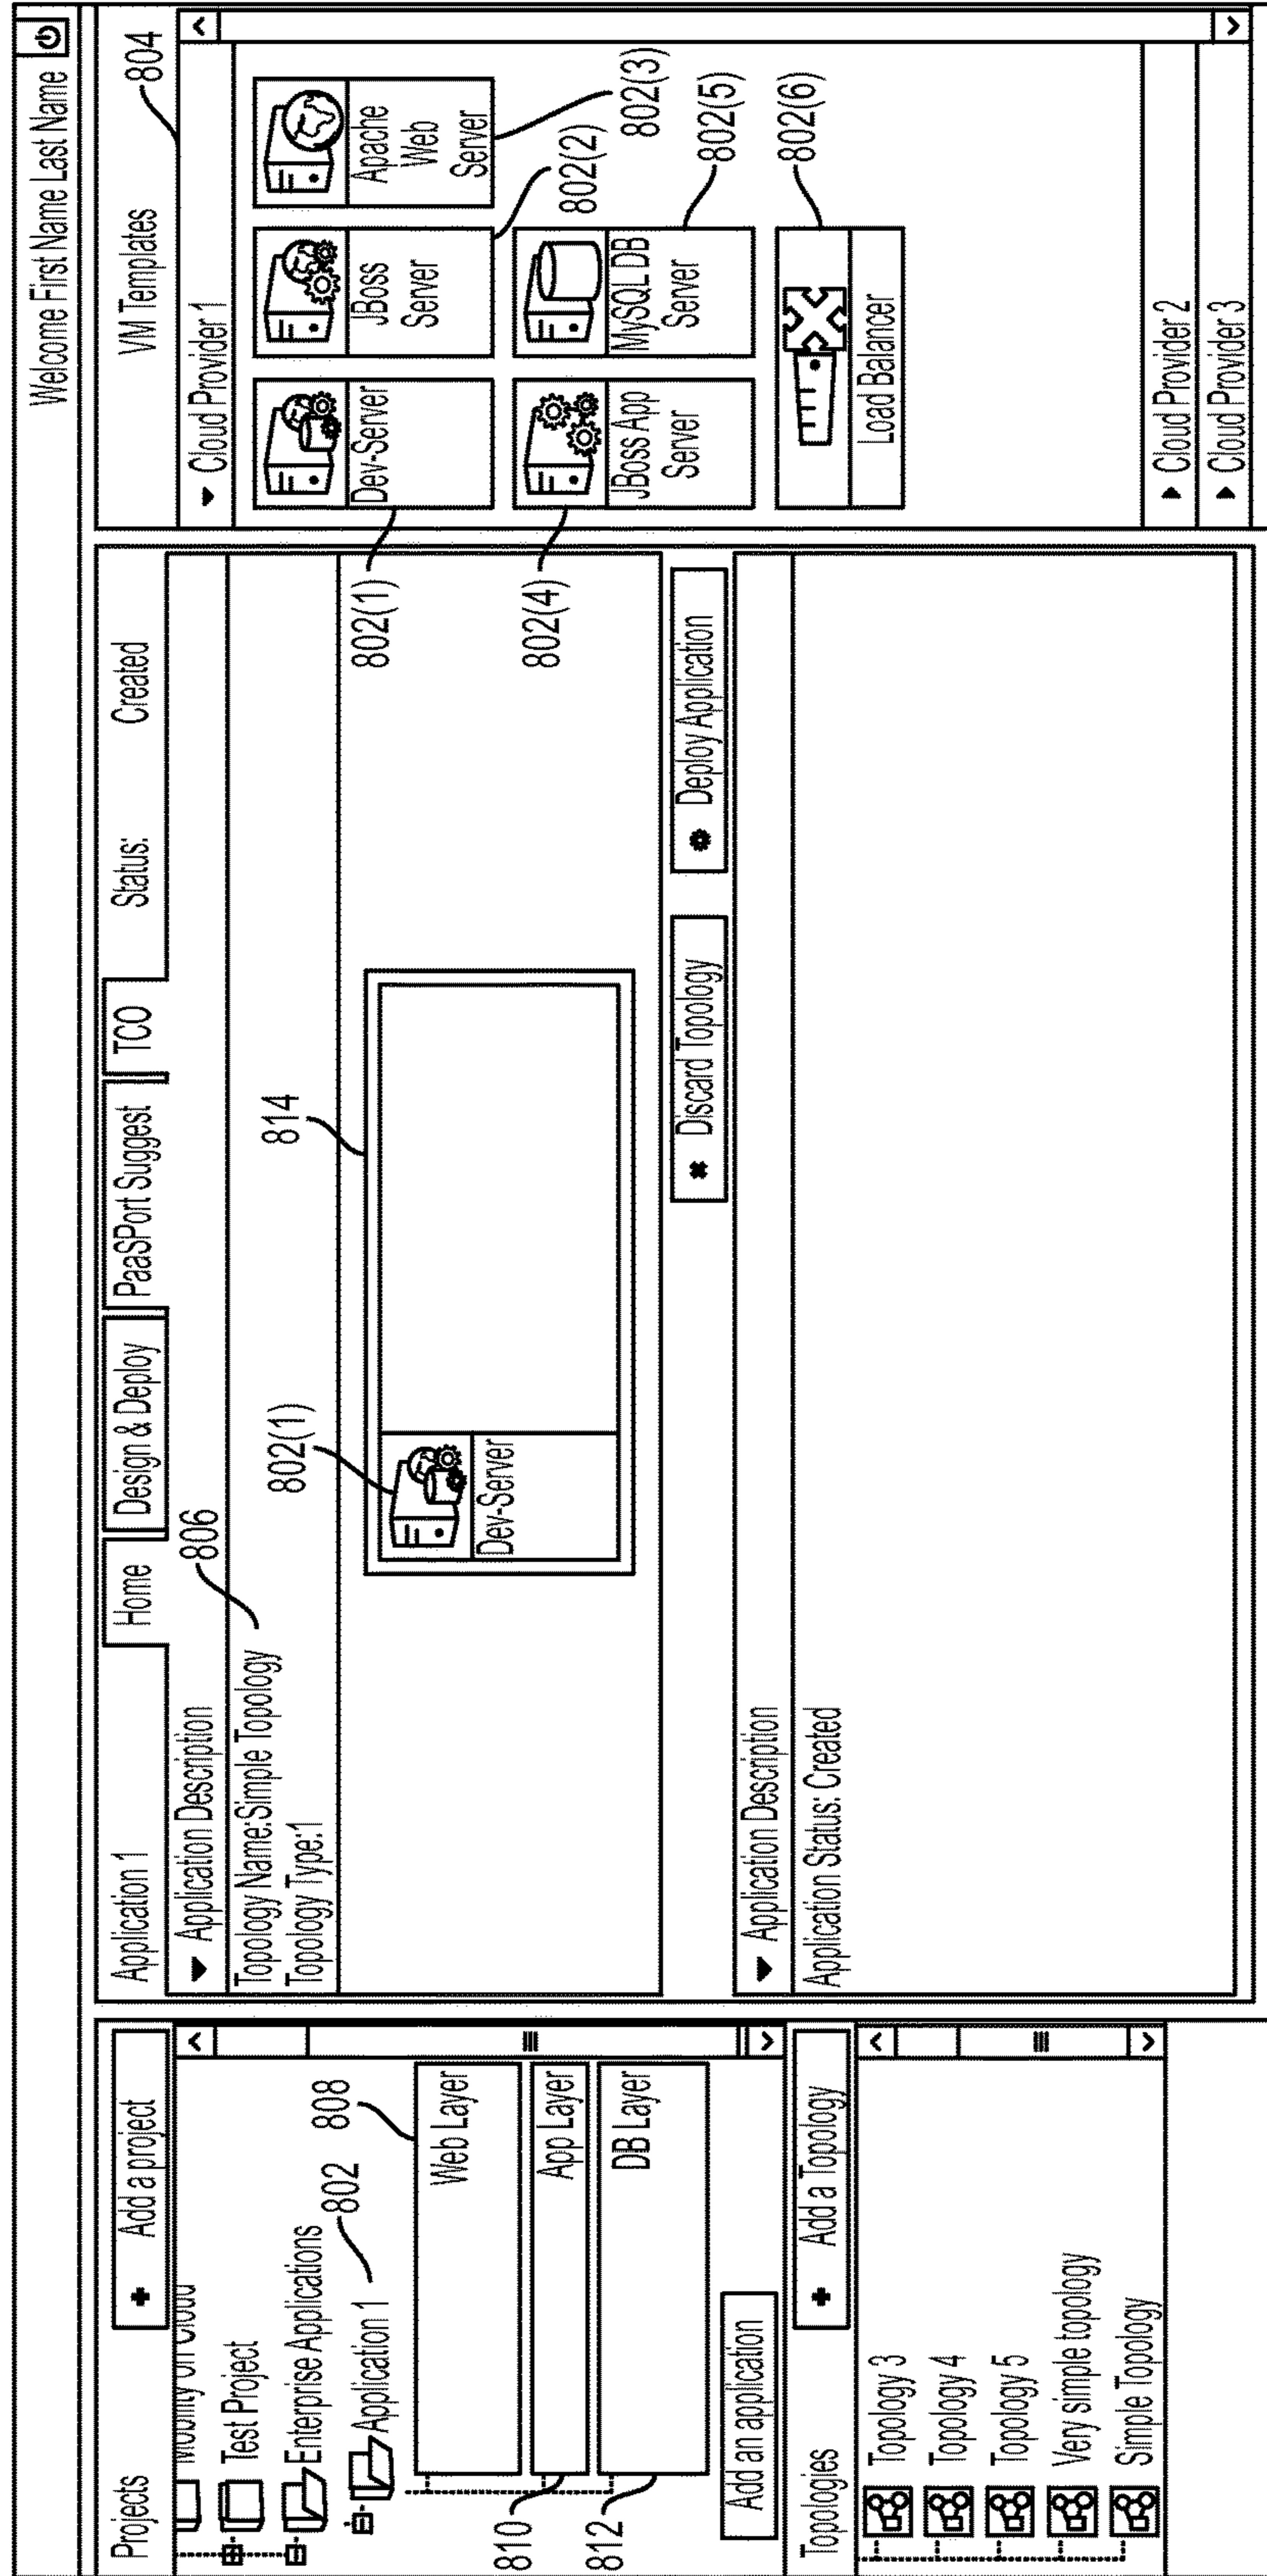 Welcome First Name Last Name
Projects
+ Add a project
Mobility on Cloud
Test Project
Enterprise Applications
Application 1
802
808
Web Layer
App Layer
DB Layer
810
812
Add an application
Topologies
+ Add a Topology
Topology 3
Topology 4
Topology 5
Very simple topology
Simple Topology
Application 1
Home
Design & Deploy
PaaSPort Suggest
TCO
Status:
Created
Application Description
806
Topology Name:Simple Topology
Topology Type:1
802(1)
814
Dev-Server
Discard Topology
Deploy Application
Application Description
Application Status: Created
VM Templates
804
Cloud Provider 1
Dev-Server
JBoss
Server
Apache
Web
Server
802(1)
802(2)
802(3)
JBoss App
Server
MySQL DB
Server
802(4)
802(5)
Load Balancer
802(6)
Cloud Provider 2
Cloud Provider 3